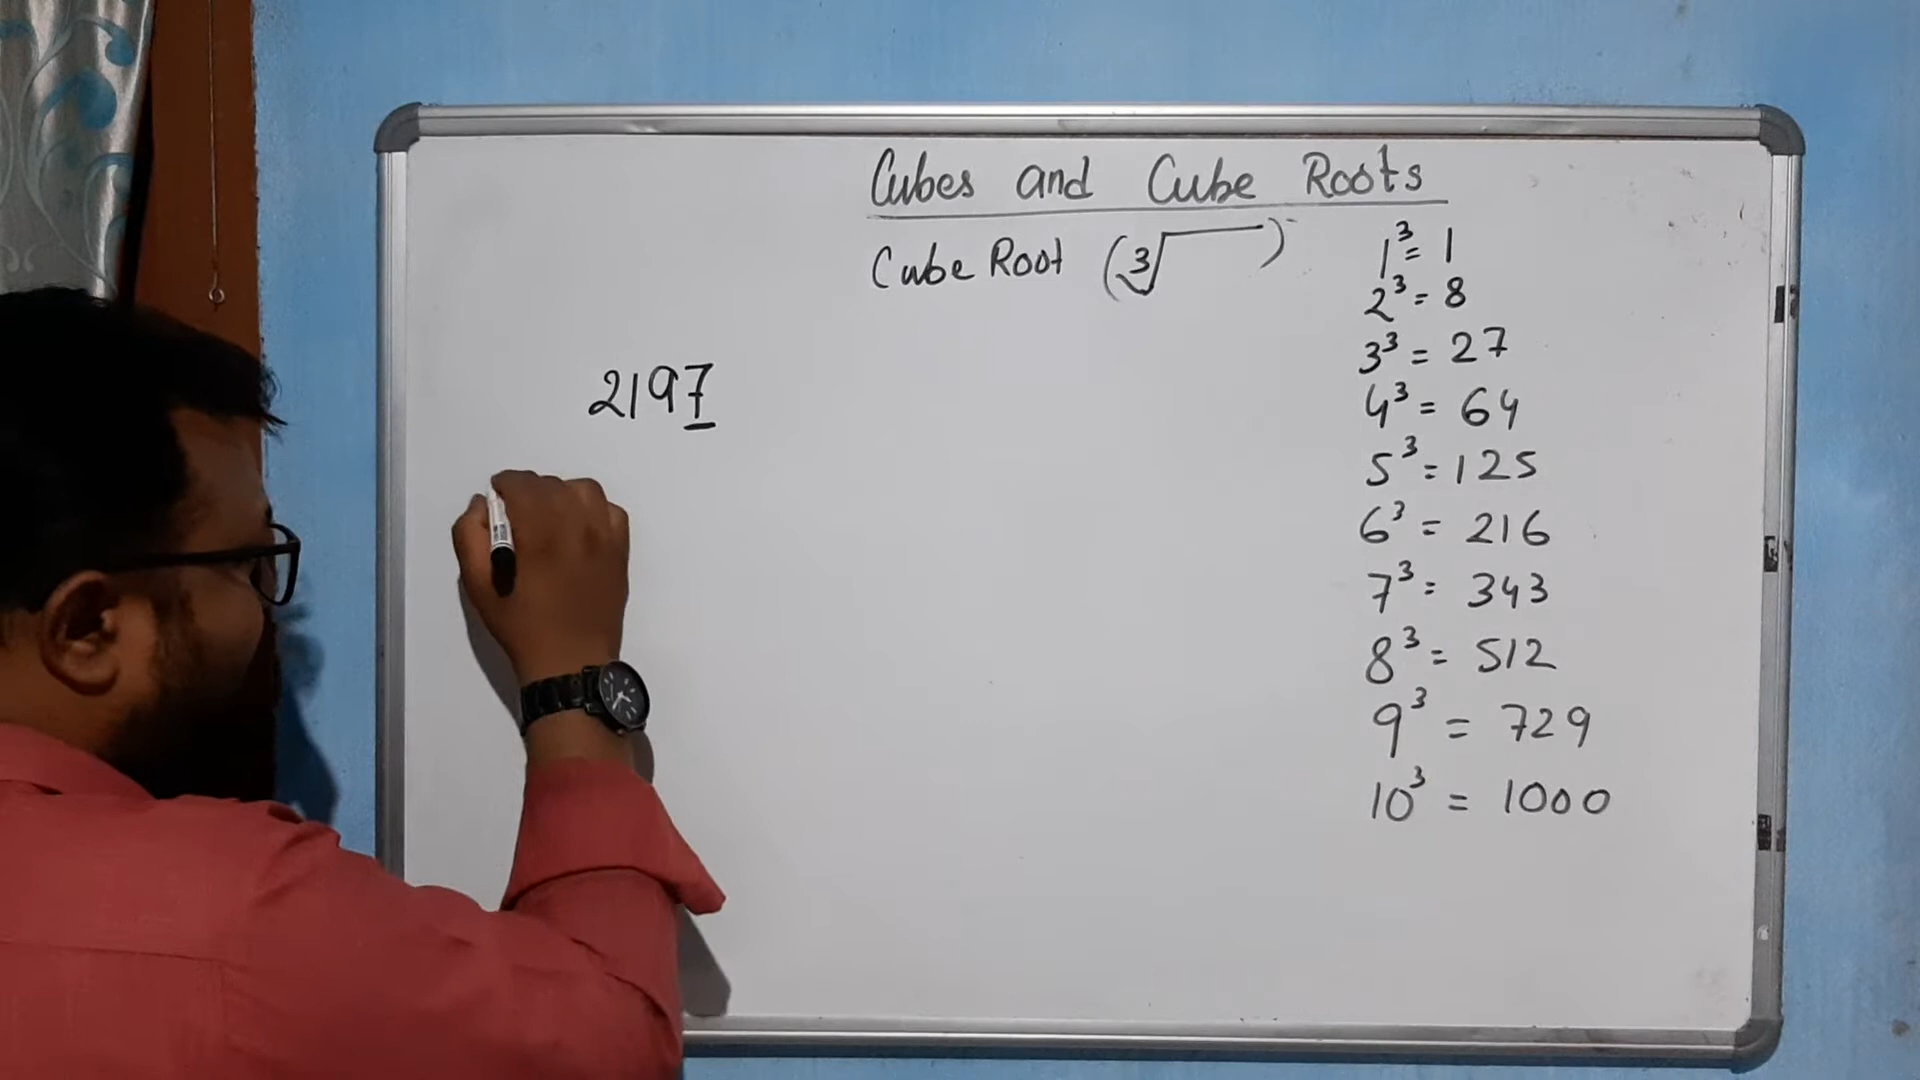 Cubes and Cube Roots
Cube Root (∛ )
1³ = 1
2³ = 8
3³ = 27
2197
4³ = 64
5³ = 125
6³ = 216
7³ = 343
8³ = 512
9³ = 729
10³ = 1000